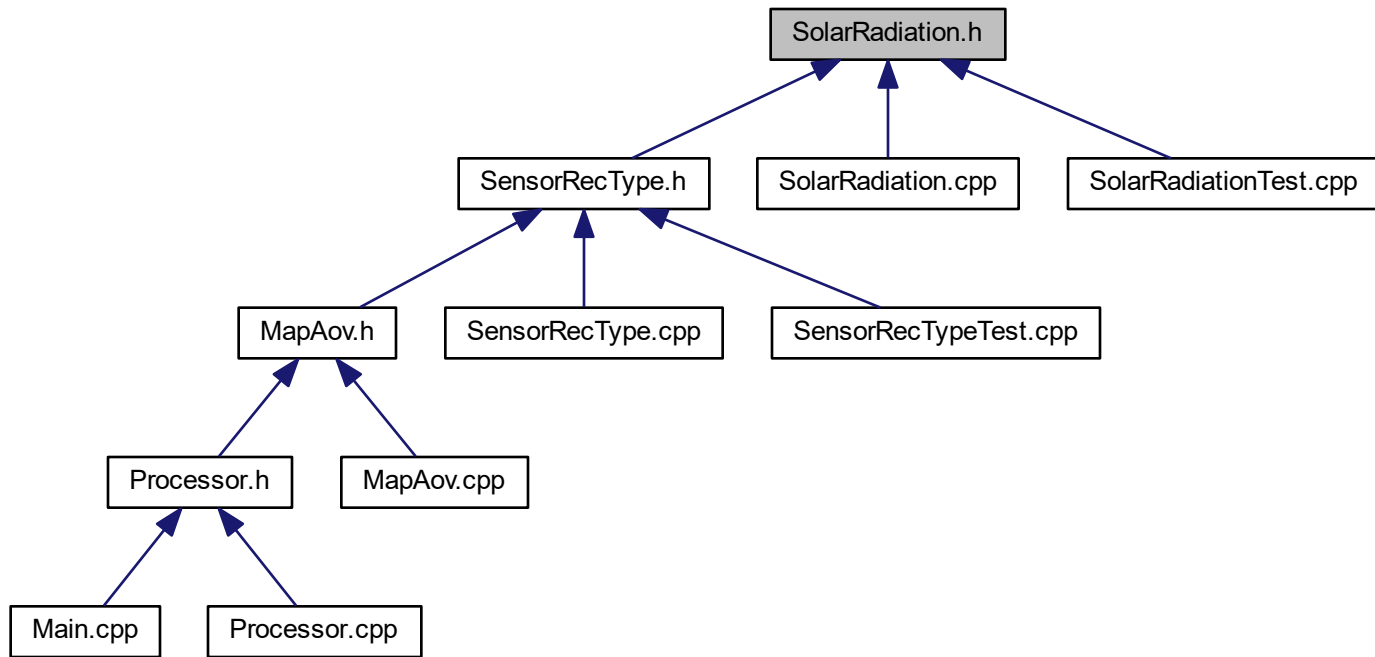 SolarRadiation.h
SensorRecType.h
SolarRadiation.cpp
SolarRadiationTest.cpp
MapAov.h
SensorRecType.cpp
SensorRecTypeTest.cpp
Processor.h
MapAov.cpp
Main.cpp
Processor.cpp